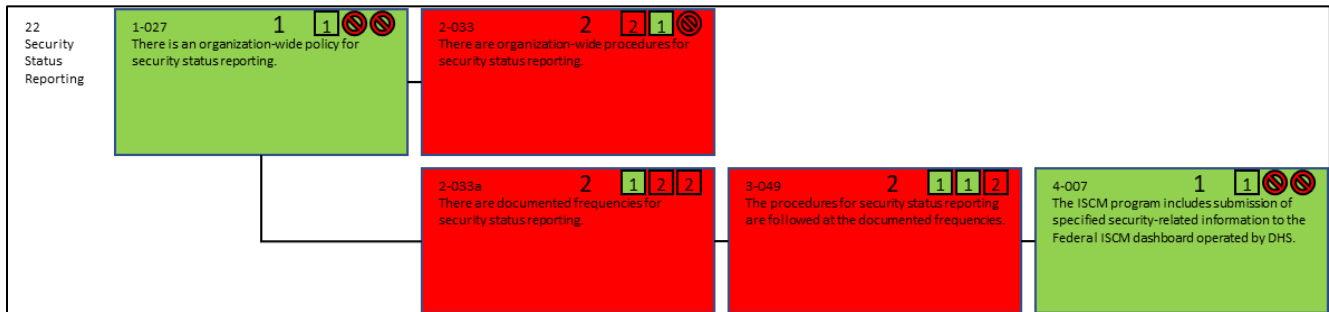 22
Security
Status
Reporting
1-027 1 1
There is an organization-wide policy for
security status reporting.
2-033 2 2 1
There are organization-wide procedures for
security status reporting.
2-033a 2 1 2 2
There are documented frequencies for
security status reporting.
3-049 2 1 1 2
The procedures for security status reporting
are followed at the documented frequencies.
4-007 1 1
The ISCM program includes submission of
specified security-related information to the
Federal ISCM dashboard operated by DHS.